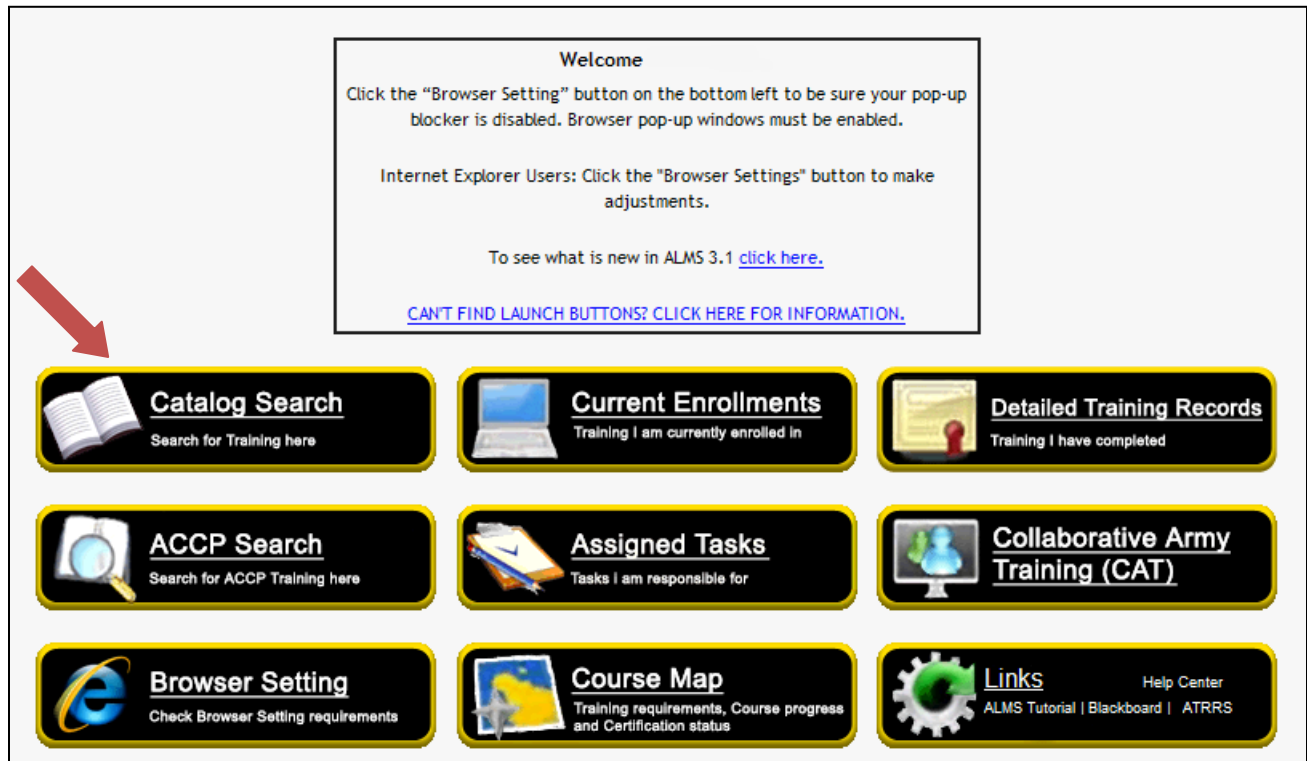 Welcome
Click the “Browser Setting” button on the bottom left to be sure your pop-up
blocker is disabled. Browser pop-up windows must be enabled.
Internet Explorer Users: Click the "Browser Settings" button to make
adjustments.
To see what is new in ALMS 3.1 click here.
CAN'T FIND LAUNCH BUTTONS? CLICK HERE FOR INFORMATION.
Catalog Search
Search for Training here
Current Enrollments
Training I am currently enrolled in
Detailed Training Records
Training I have completed
ACCP Search
Search for ACCP Training here
Assigned Tasks
Tasks I am responsible for
Collaborative Army
Training (CAT)
Browser Setting
Check Browser Setting requirements
Course Map
Training requirements, Course progress
and Certification status
Links Help Center
ALMS Tutorial | Blackboard | ATRRS